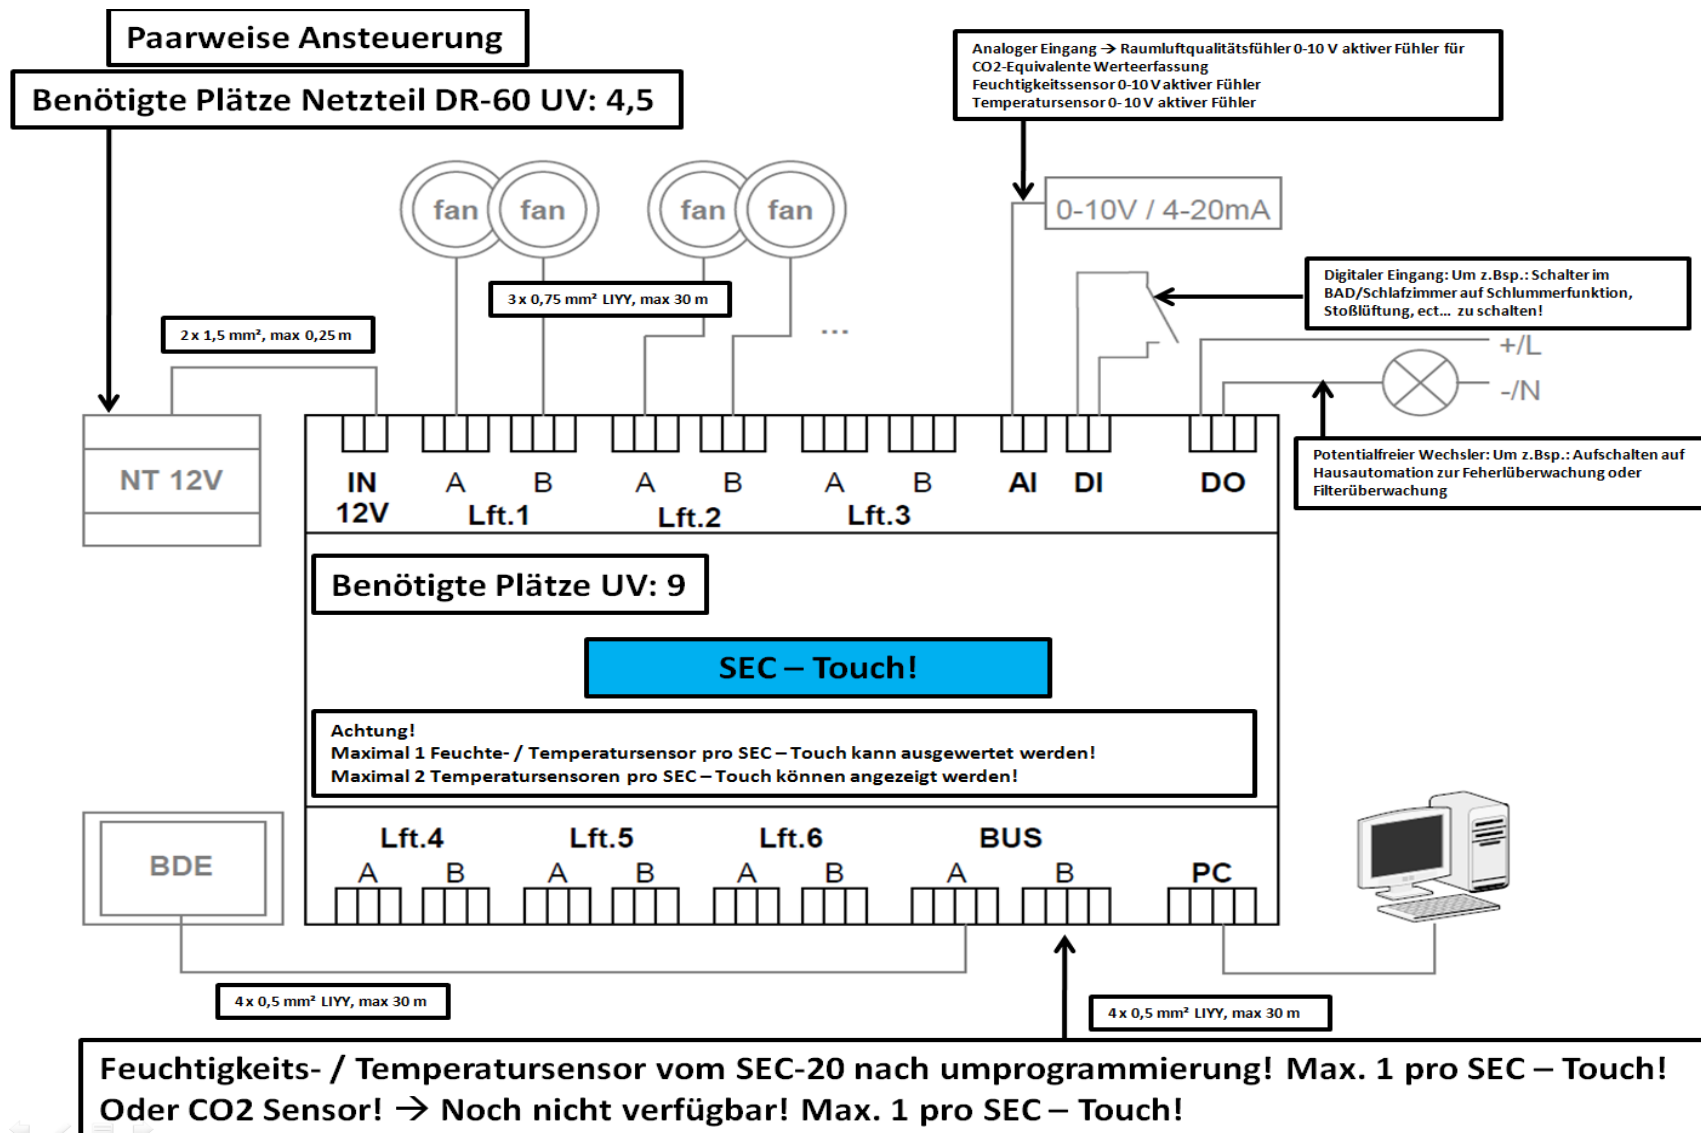 Paarweise Ansteuerung
Benötigte Plätze Netzteil DR-60 UV: 4,5
Analoger Eingang → Raumluftqualitätsfühler 0-10 V aktiver Fühler für
CO2-Equivalente Werteerfassung
Feuchtigkeitssensor 0-10 V aktiver Fühler
Temperatursensor 0-10 V aktiver Fühler
fan
fan
fan
fan
0-10V / 4-20mA
3 x 0,75 mm² LIYY, max 30 m
2 x 1,5 mm², max 0,25 m
...
Digitaler Eingang: Um z.Bsp.: Schalter im
BAD/Schlafzimmer auf Schlummerfunktion,
Stoßlüftung, ect... zu schalten!
+/L
-/N
Potentialfreier Wechsler: Um z.Bsp.: Aufschalten auf
Hausautomation zur Feherlüberwachung oder
Filterüberwachung
NT 12V
IN
12V
A
B
Lft.1
A
B
Lft.2
A
B
Lft.3
AI
DI
DO
Benötigte Plätze UV: 9
SEC – Touch!
Achtung!
Maximal 1 Feuchte- / Temperatursensor pro SEC – Touch kann ausgewertet werden!
Maximal 2 Temperatursensoren pro SEC – Touch können angezeigt werden!
BDE
Lft.4
A
B
Lft.5
A
B
Lft.6
A
B
BUS
A
B
PC
4 x 0,5 mm² LIYY, max 30 m
4 x 0,5 mm² LIYY, max 30 m
Feuchtigkeits- / Temperatursensor vom SEC-20 nach umprogrammierung! Max. 1 pro SEC – Touch!
Oder CO2 Sensor! → Noch nicht verfügbar! Max. 1 pro SEC – Touch!